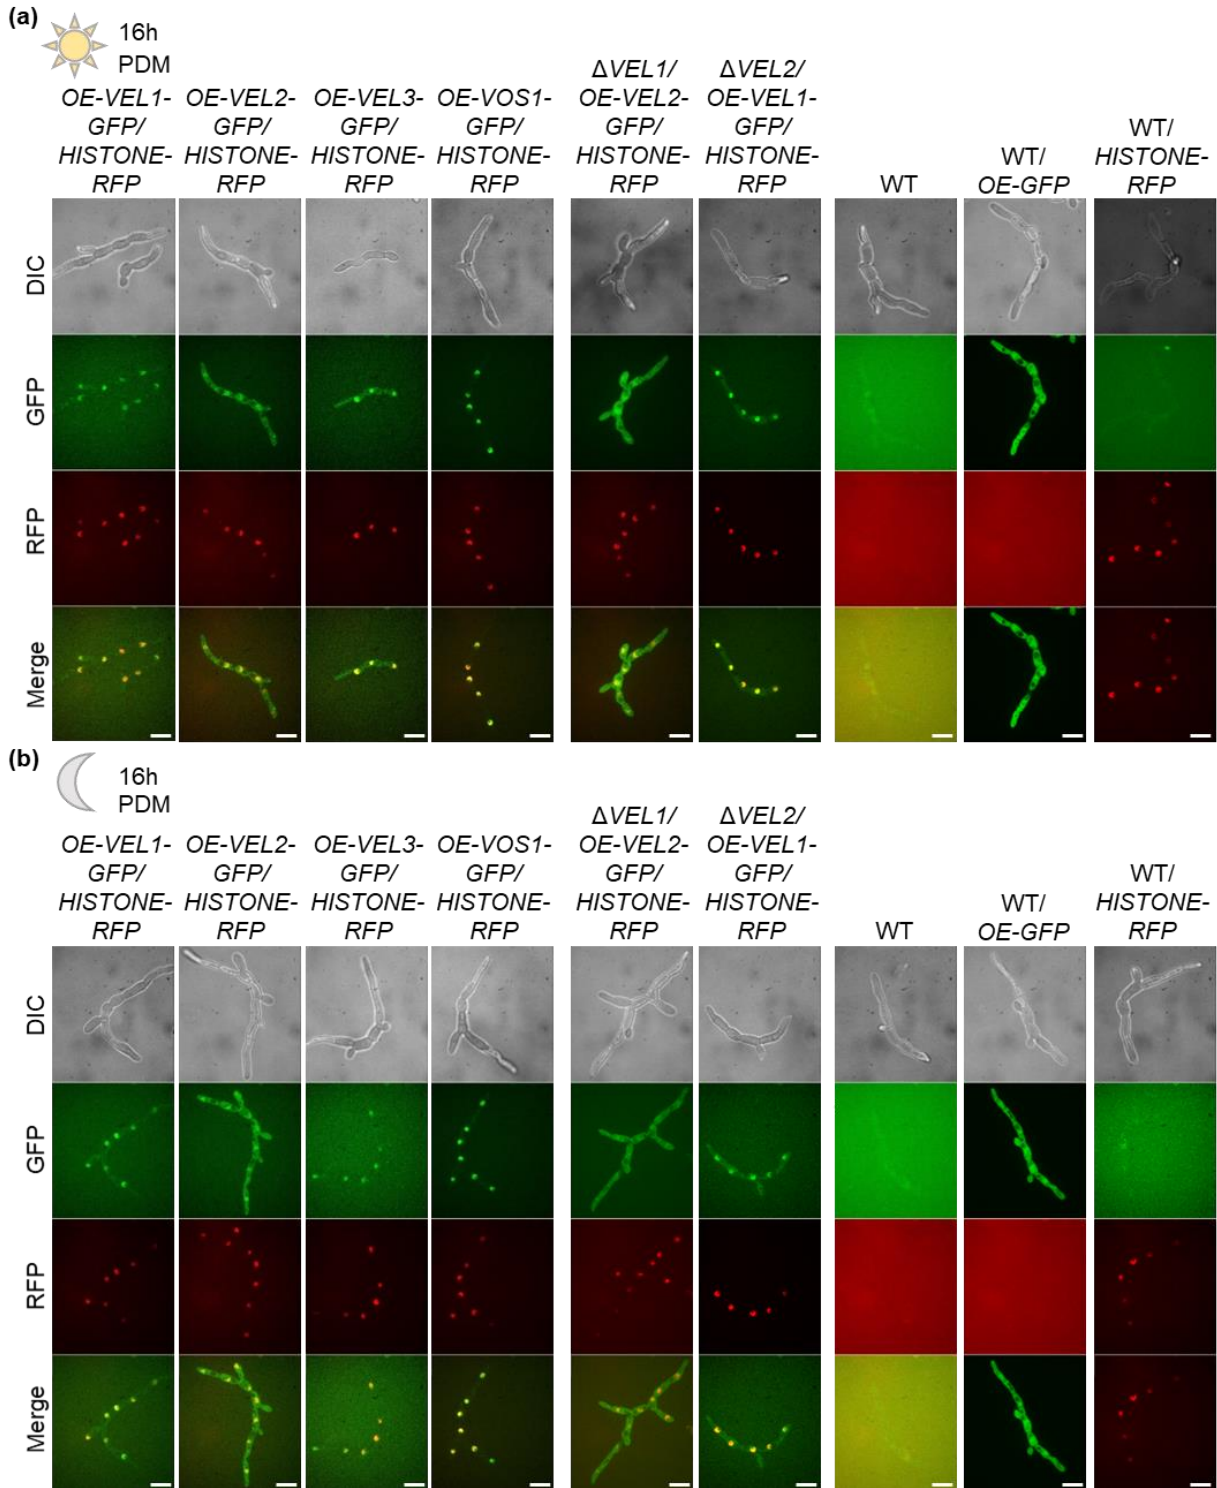 (a)
16h
PDM
OE-VEL1-
GFP/
HISTONE-
RFP
OE-VEL2-
GFP/
HISTONE-
RFP
OE-VEL3-
GFP/
HISTONE-
RFP
OE-VOS1-
GFP/
HISTONE-
RFP
ΔVEL1/
OE-VEL2-
GFP/
HISTONE-
RFP
ΔVEL2/
OE-VEL1-
GFP/
HISTONE-
RFP
WT
WT/
OE-GFP
WT/
HISTONE-
RFP
DIC
GFP
RFP
Merge
(b)
16h
PDM
OE-VEL1-
GFP/
HISTONE-
RFP
OE-VEL2-
GFP/
HISTONE-
RFP
OE-VEL3-
GFP/
HISTONE-
RFP
OE-VOS1-
GFP/
HISTONE-
RFP
ΔVEL1/
OE-VEL2-
GFP/
HISTONE-
RFP
ΔVEL2/
OE-VEL1-
GFP/
HISTONE-
RFP
WT
WT/
OE-GFP
WT/
HISTONE-
RFP
DIC
GFP
RFP
Merge